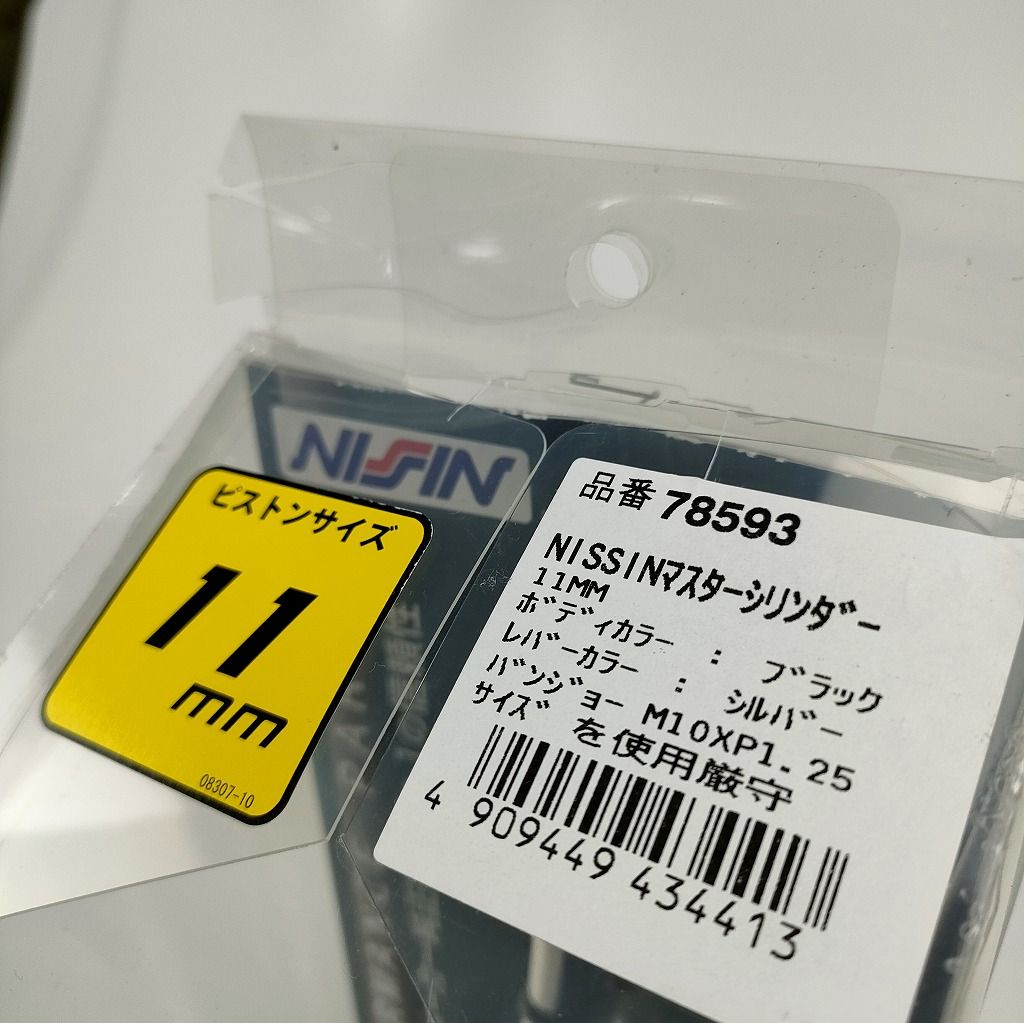 NISSIN
ピストンサイズ
11
mm
08307-10
品番 78593
NISSINマスターシリンダー
11MM
ボディカラー : ブラック
レバーカラー : シルバー
バンジョー M10XP1.25
サイズ を使用厳守
4 909449 434413